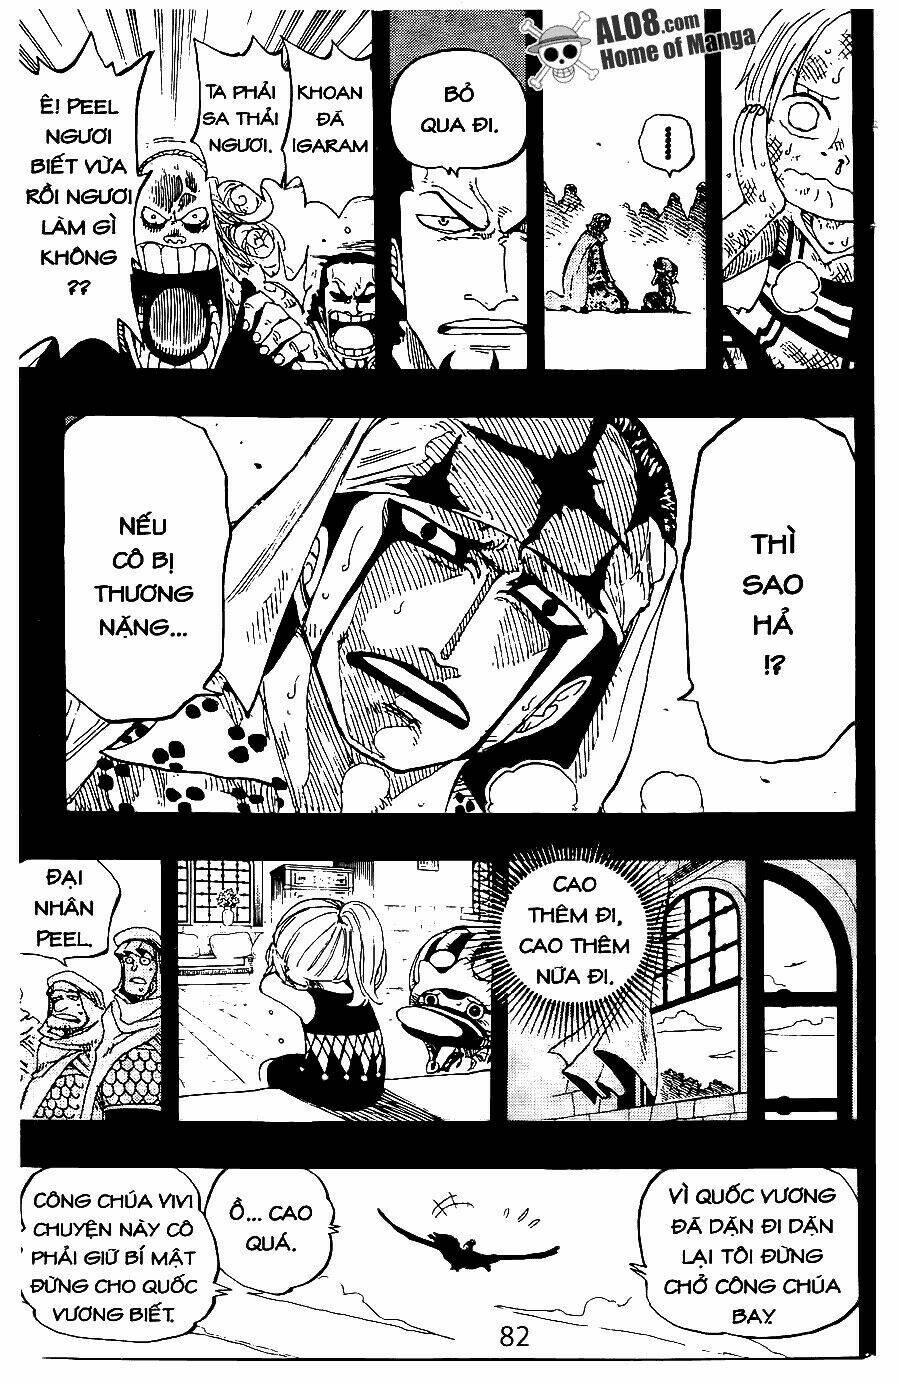 AL08.com
Home of Manga
.......
BỎ
QUA ĐI.
KHOAN
ĐÃ
IGARAM
TA PHẢI
SA THẢI
NGƯƠI.
Ê! PEEL
NGƯƠI
BIẾT VỪA
RỒI NGƯƠI
LÀM GÌ
KHÔNG
??
THÌ
SAO
HẢ
!?
NẾU
CÔ BỊ
THƯƠNG
NẶNG...
CAO
THÊM ĐI,
CAO THÊM
NỮA ĐI.
ĐẠI
NHÂN
PEEL.
VÌ QUỐC VƯƠNG
ĐÃ DẶN ĐI DẶN
LẠI TÔI ĐỪNG
CHỞ CÔNG CHÚA
BAY.
Ồ... CAO
QUÁ.
CÔNG CHÚA VIVI
CHUYỆN NÀY CÔ
PHẢI GIỮ BÍ MẬT
ĐỪNG CHO QUỐC
VƯƠNG BIẾT.
82